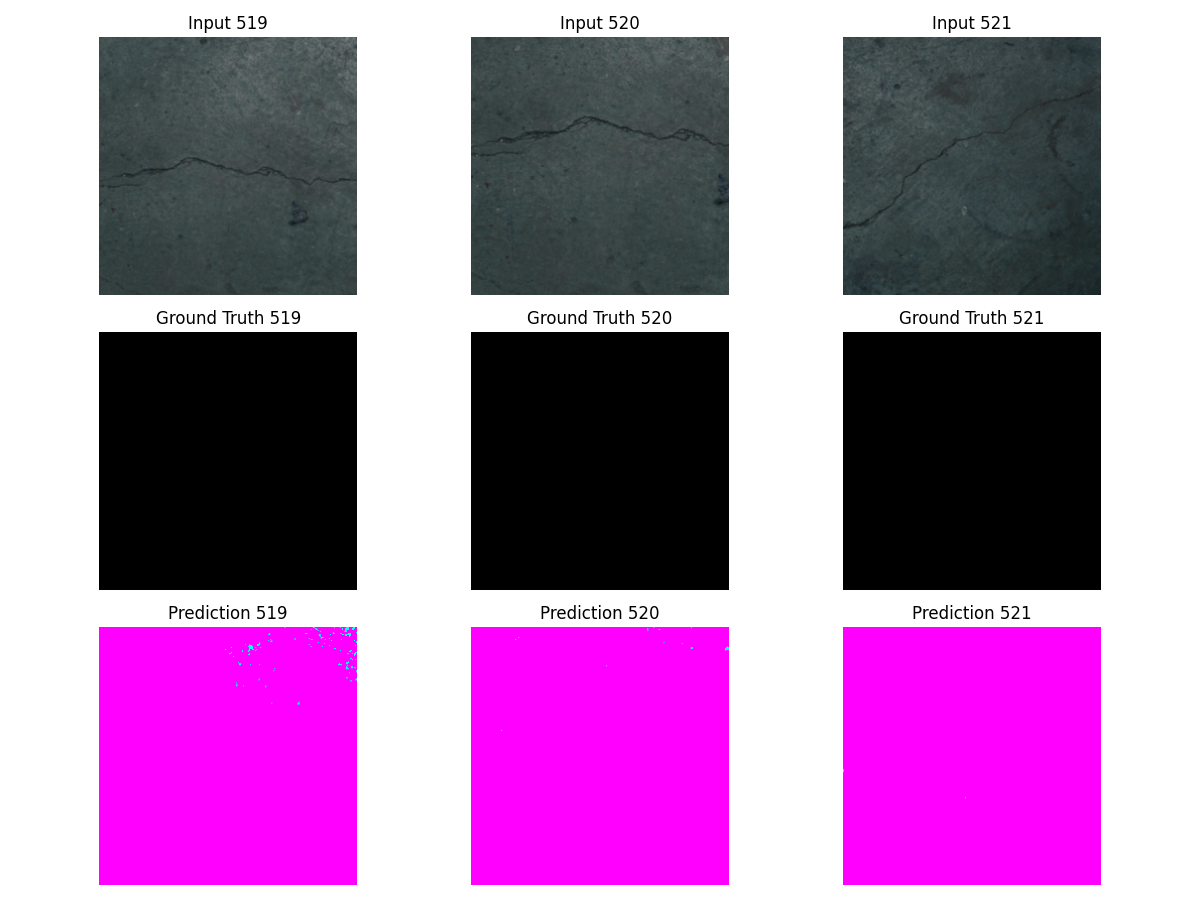 Input 519
Input 520
Input 521
Ground Truth 519
Ground Truth 520
Ground Truth 521
Prediction 519
Prediction 520
Prediction 521